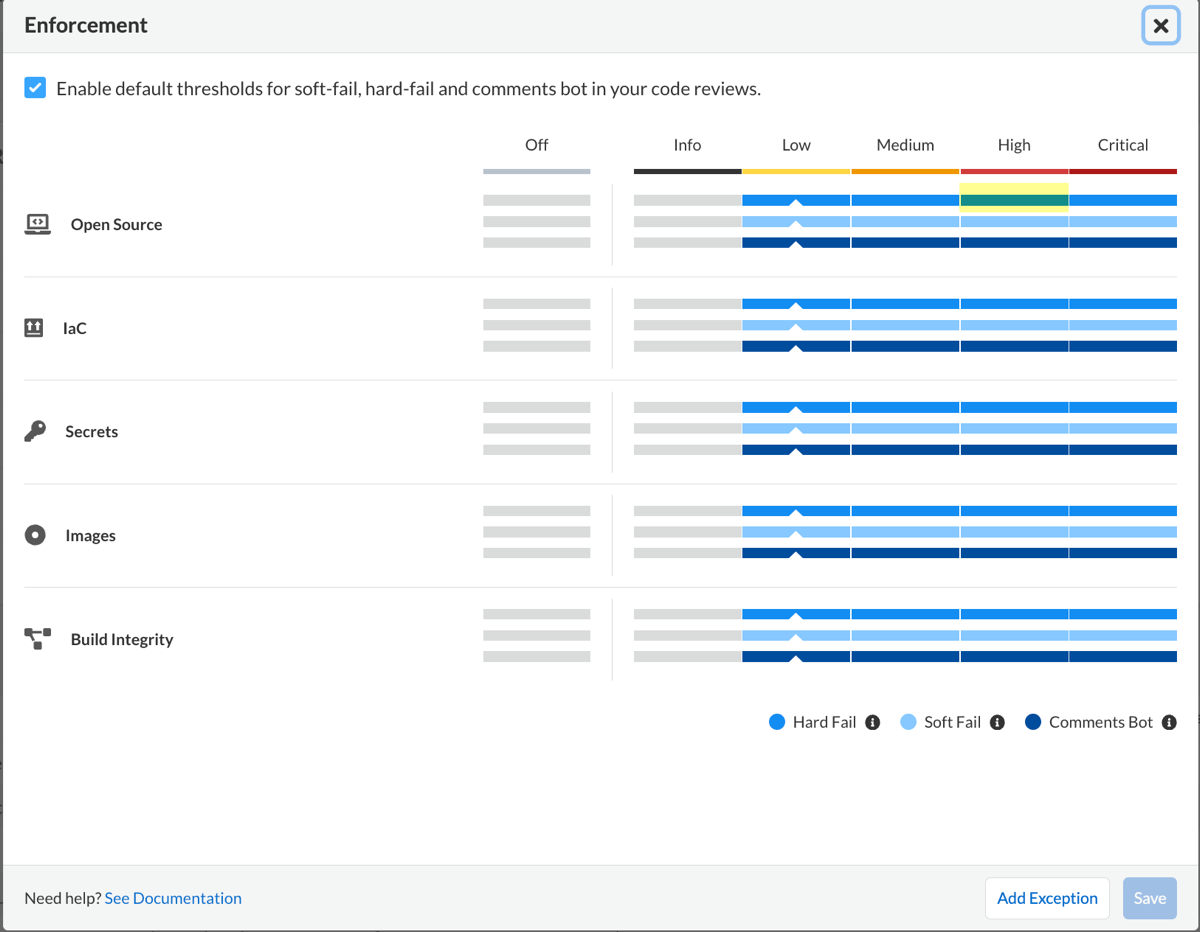 Enforcement
Enable default thresholds for soft-fail, hard-fail and comments bot in your code reviews.
Off Info Low Medium High Critical
Open Source
IaC
Secrets
Images
Build Integrity
Hard Fail Soft Fail Comments Bot
Need help? See Documentation Add Exception Save